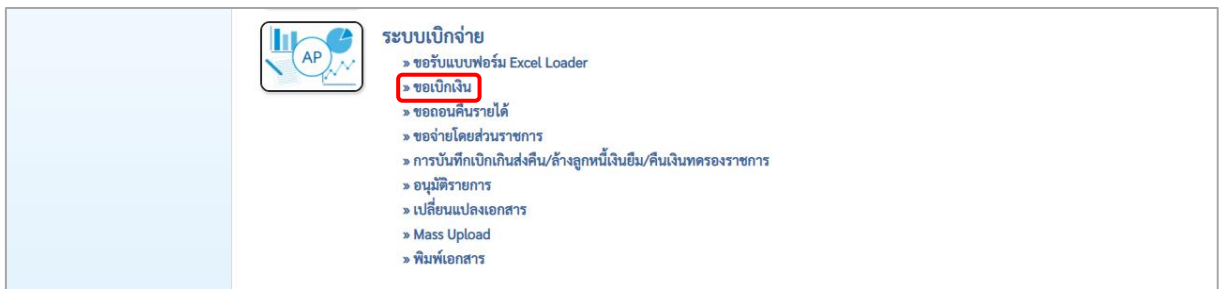 AP
ระบบเบิกจ่าย
» ขอรับแบบฟอร์ม Excel Loader
» ขอเบิกเงิน
» ขอถอนคืนรายได้
» ขอจ่ายโดยส่วนราชการ
» การบันทึกเบิกเกินส่งคืน/ล้างลูกหนี้เงินยืม/คืนเงินทดรองราชการ
» อนุมัติรายการ
» เปลี่ยนแปลงเอกสาร
» Mass Upload
» พิมพ์เอกสาร